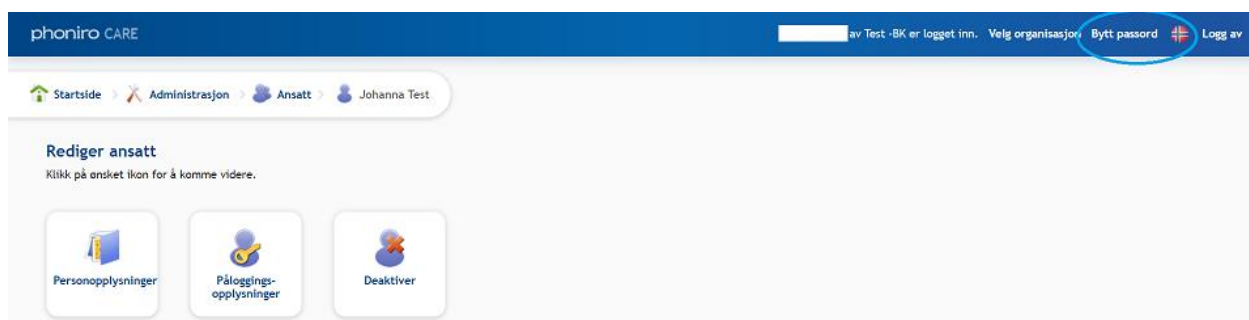 phoniro CARE
av Test -BK er logget inn. Velg organisasjon Bytt passord Logg av
Startside Administrasjon Ansatt Johanna Test
Rediger ansatt
Klikk på ønsket ikon for å komme videre.
Personopplysninger Påloggings- Deaktiver
opplysninger